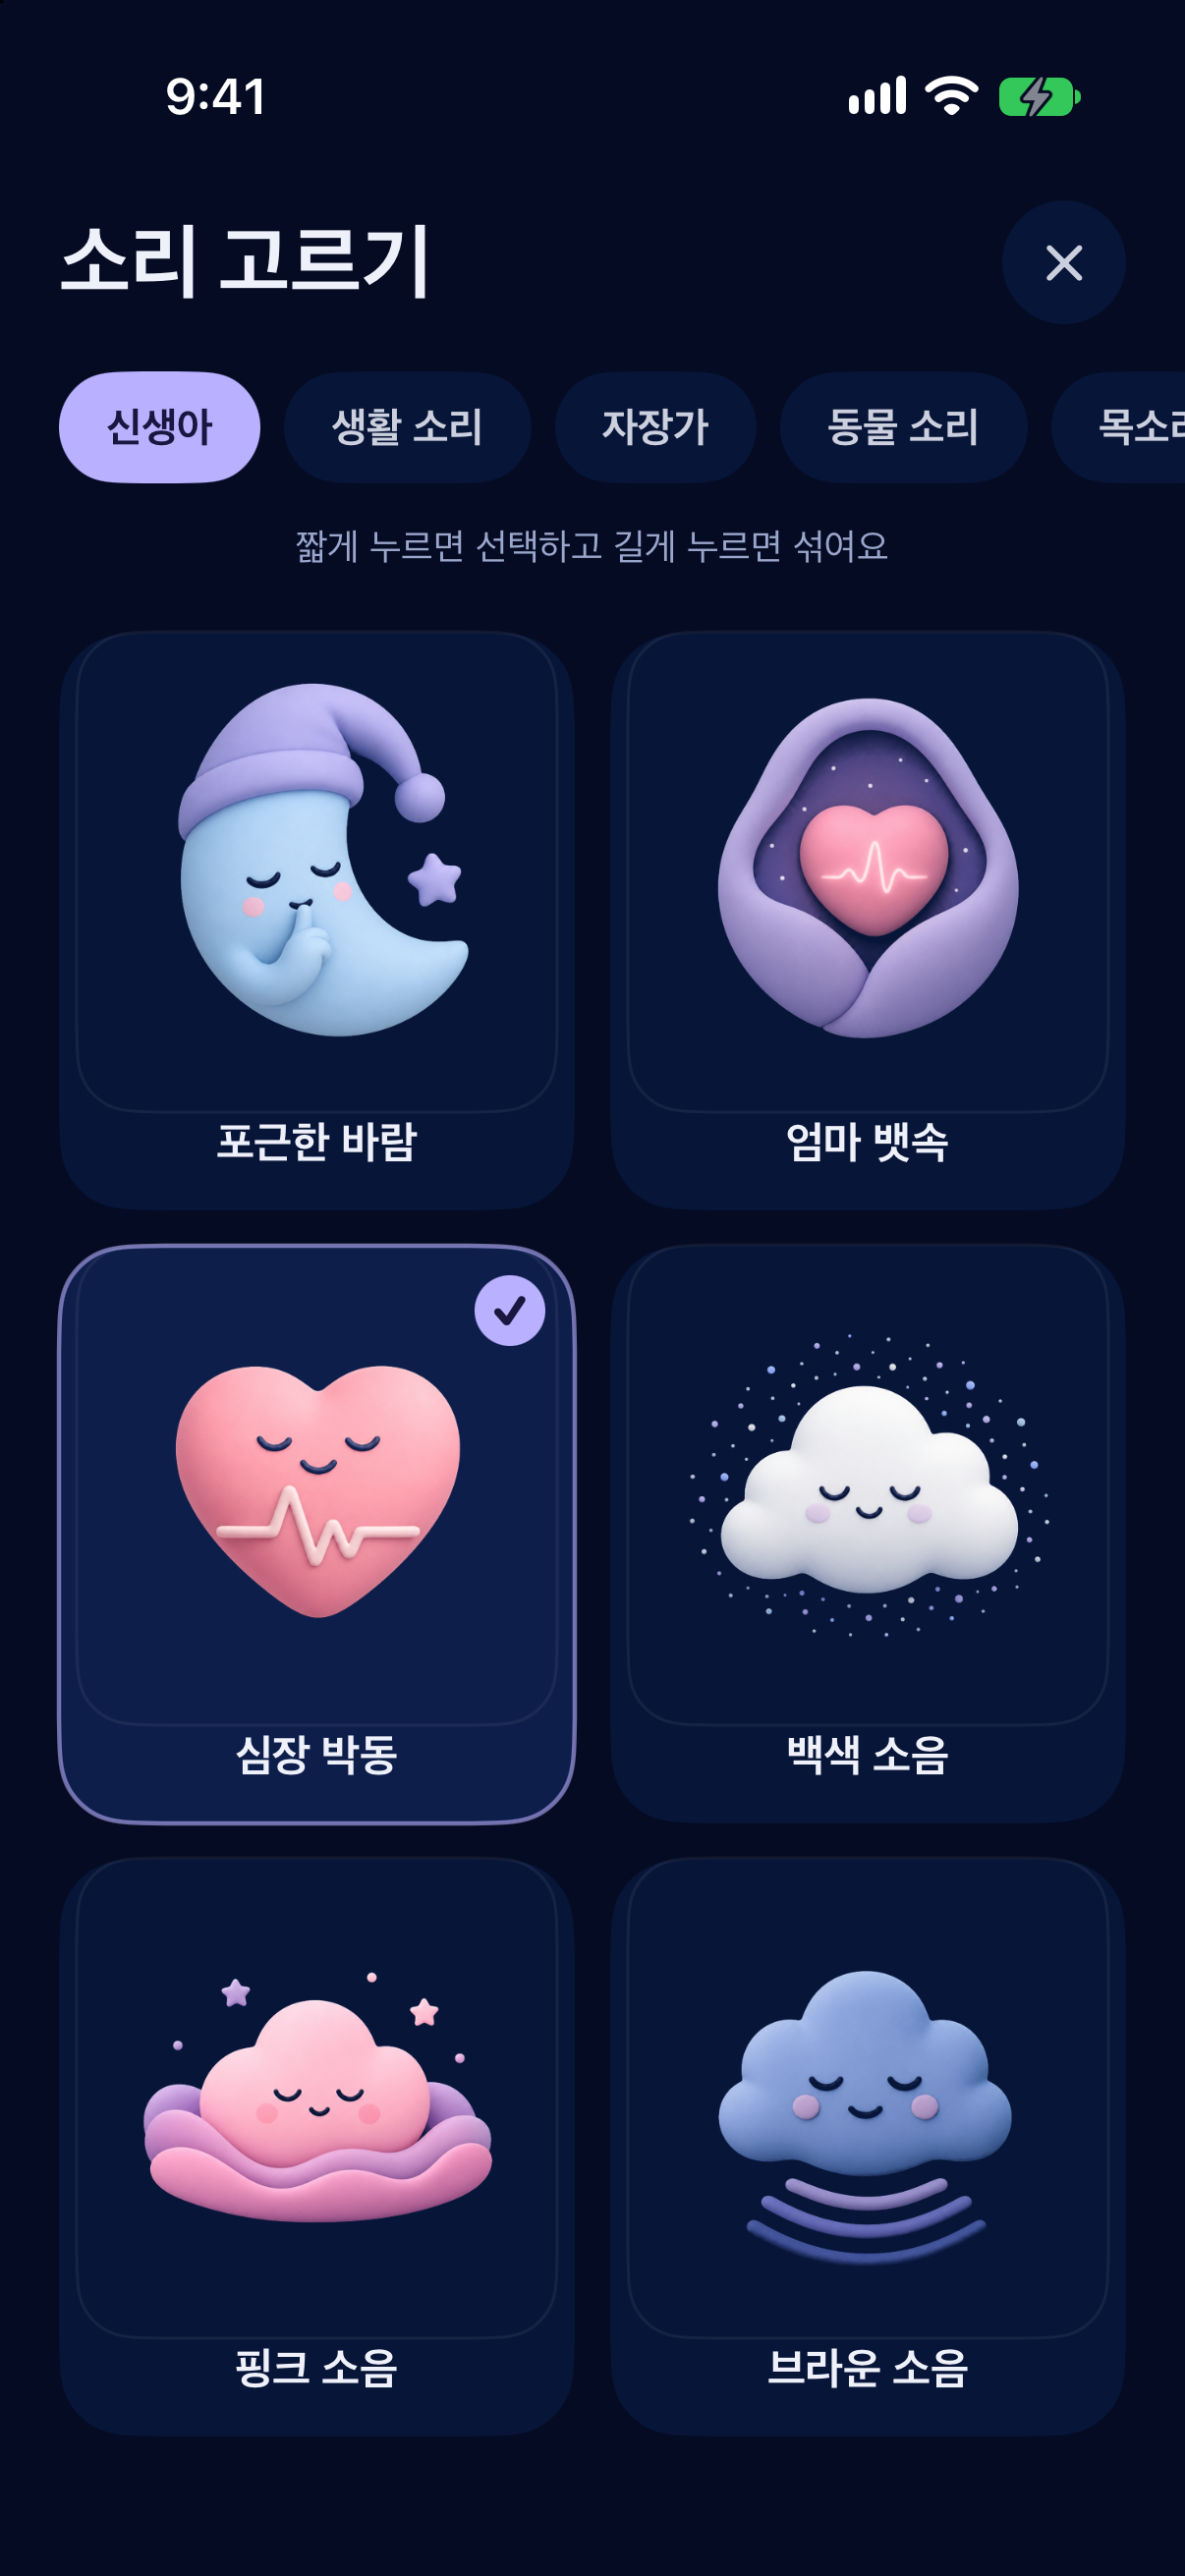 9:41
소리 고르기
신생아 생활 소리 자장가 동물 소리 목소리
짧게 누르면 선택하고 길게 누르면 섞여요
포근한 바람 엄마 뱃속
심장 박동 백색 소음
핑크 소음 브라운 소음